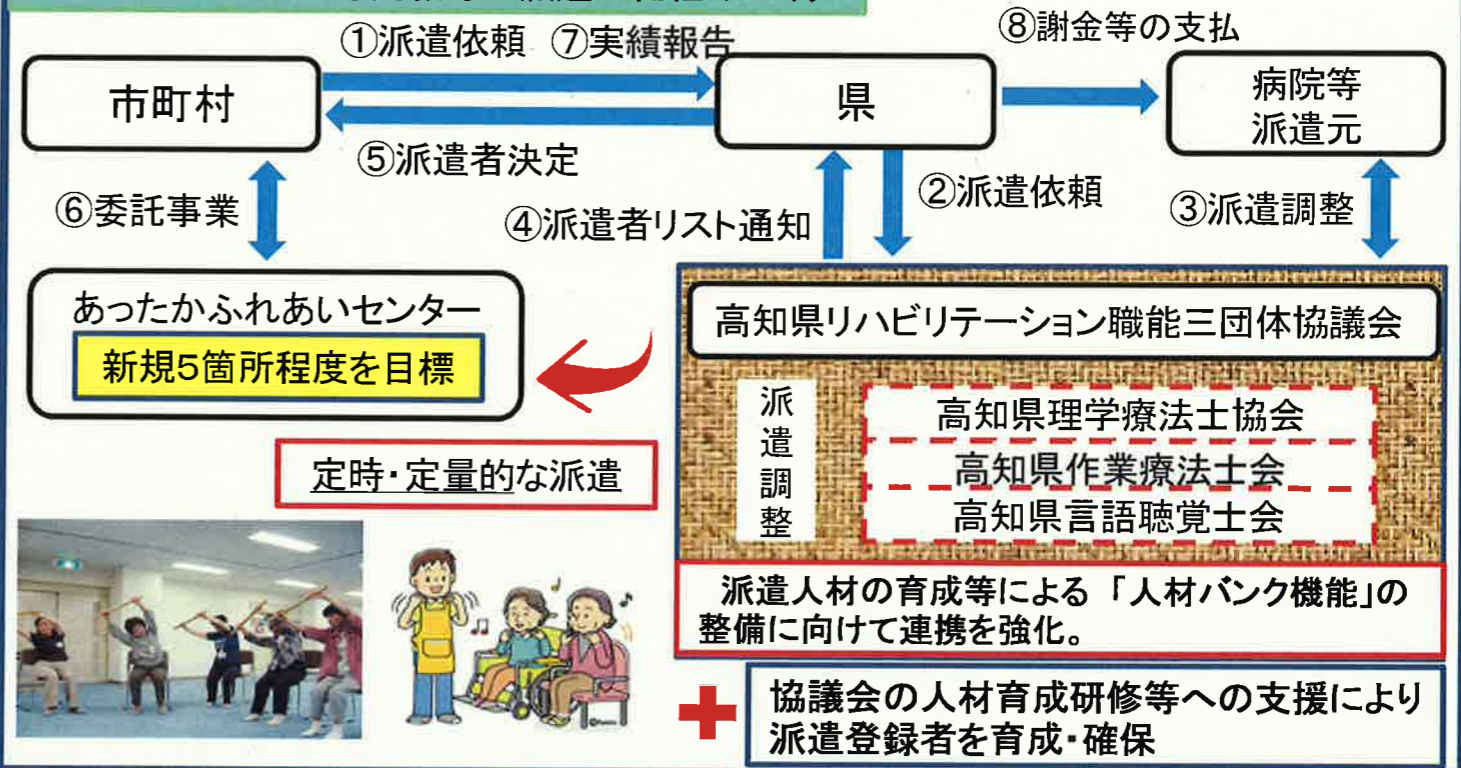 ①派遣依頼 ⑦実績報告
⑧謝金等の支払
市町村
県
病院等
派遣元
⑤派遣者決定
⑥委託事業
④派遣者リスト通知
②派遣依頼
③派遣調整
あったかふれあいセンター
新規5箇所程度を目標
高知県リハビリテーション職能三団体協議会
派遣調整
高知県理学療法士協会
高知県作業療法士会
高知県言語聴覚士会
定時・定量的な派遣
派遣人材の育成等による「人材バンク機能」の
整備に向けて連携を強化。
協議会の人材育成研修等への支援により
派遣登録者を育成・確保